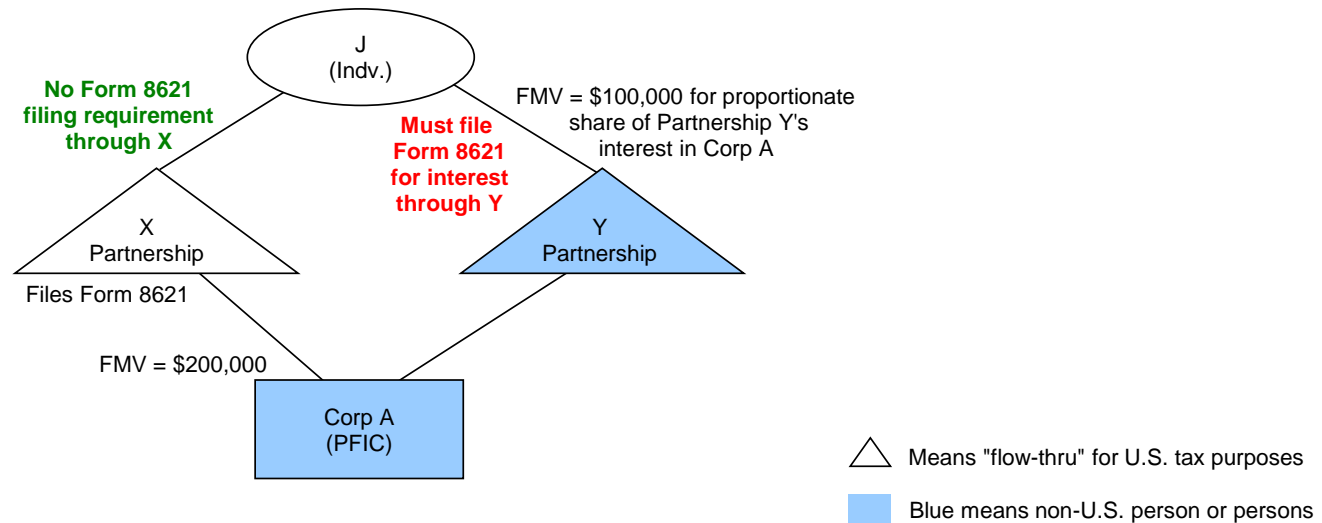 J
(Indv.)
No Form 8621
filing requirement
through X
Must file
Form 8621
for interest
through Y
FMV = $100,000 for proportionate
share of Partnership Y's
interest in Corp A
X
Partnership
Y
Partnership
Files Form 8621
FMV = $200,000
Corp A
(PFIC)
Means "flow-thru" for U.S. tax purposes
Blue means non-U.S. person or persons